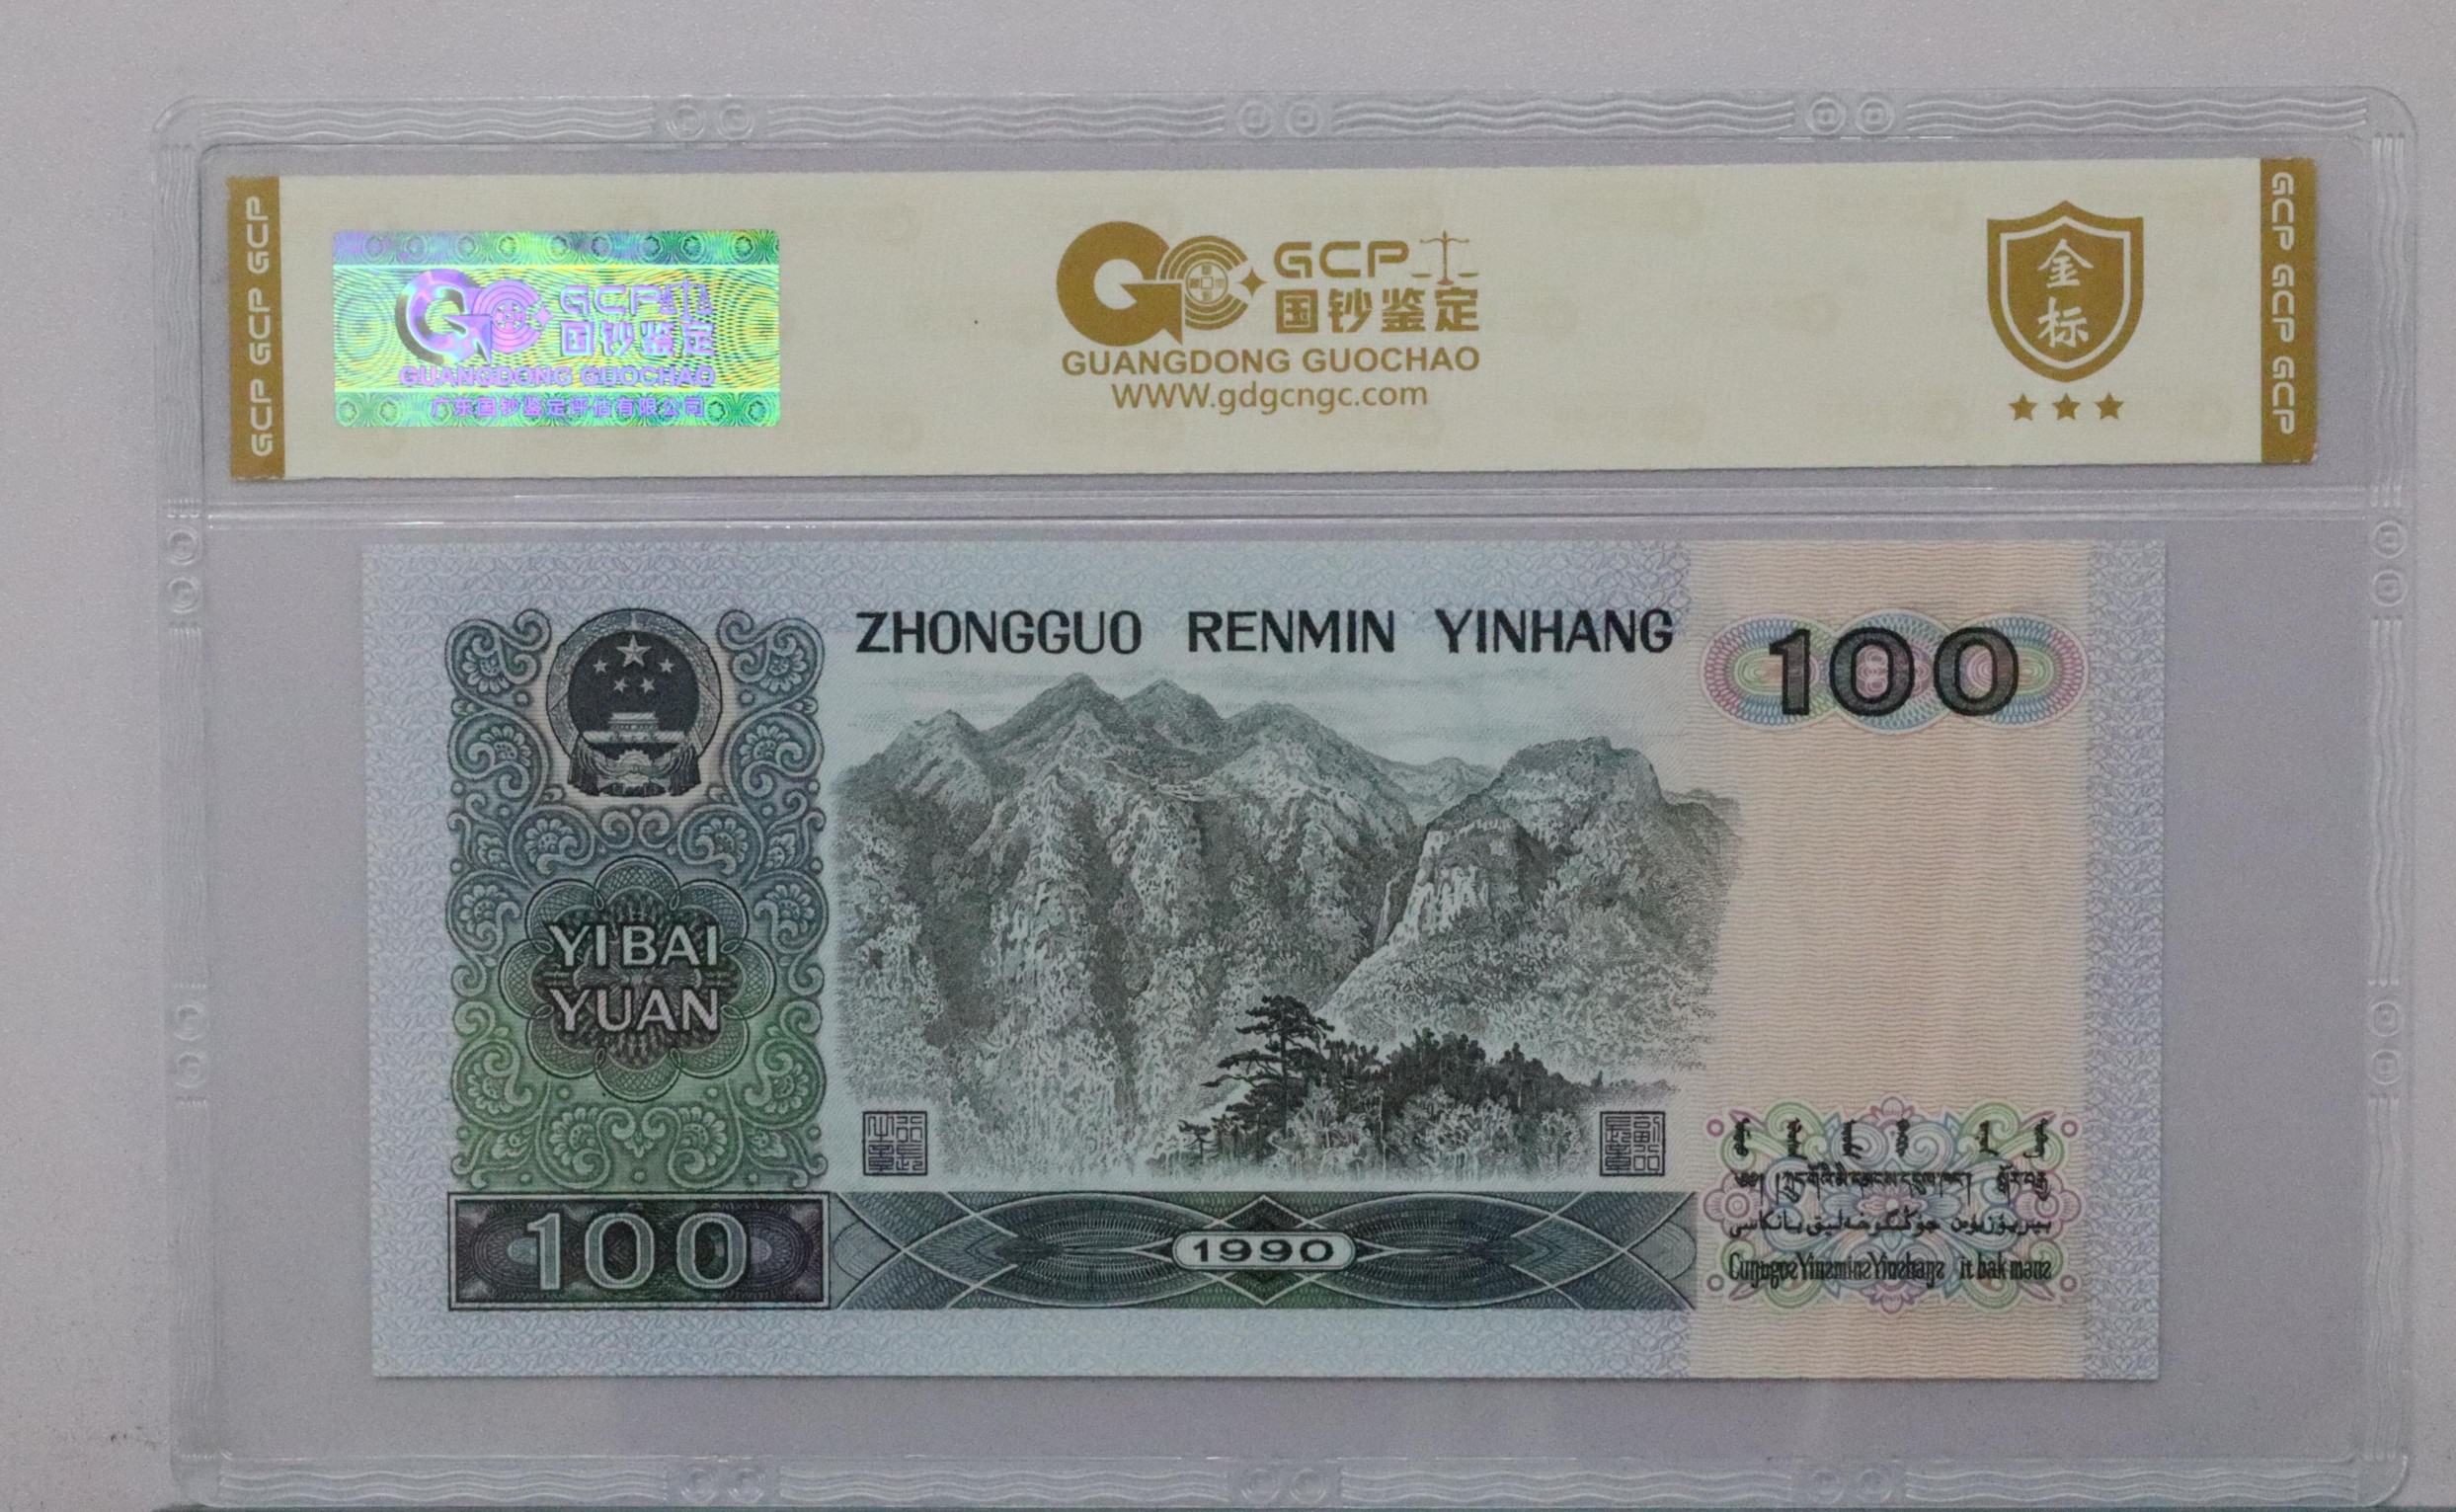 GCP GCP GCP
GCP
国钞鉴定
GUANGDONG GUOCHAO
广东国钞鉴定评估有限公司
GCP
国钞鉴定
GUANGDONG GUOCHAO
WWW.gdgcngc.com
金
标
GCP GCP GCP
ZHONGGUO RENMIN YINHANG
100
YIBAI
YUAN
100
1990